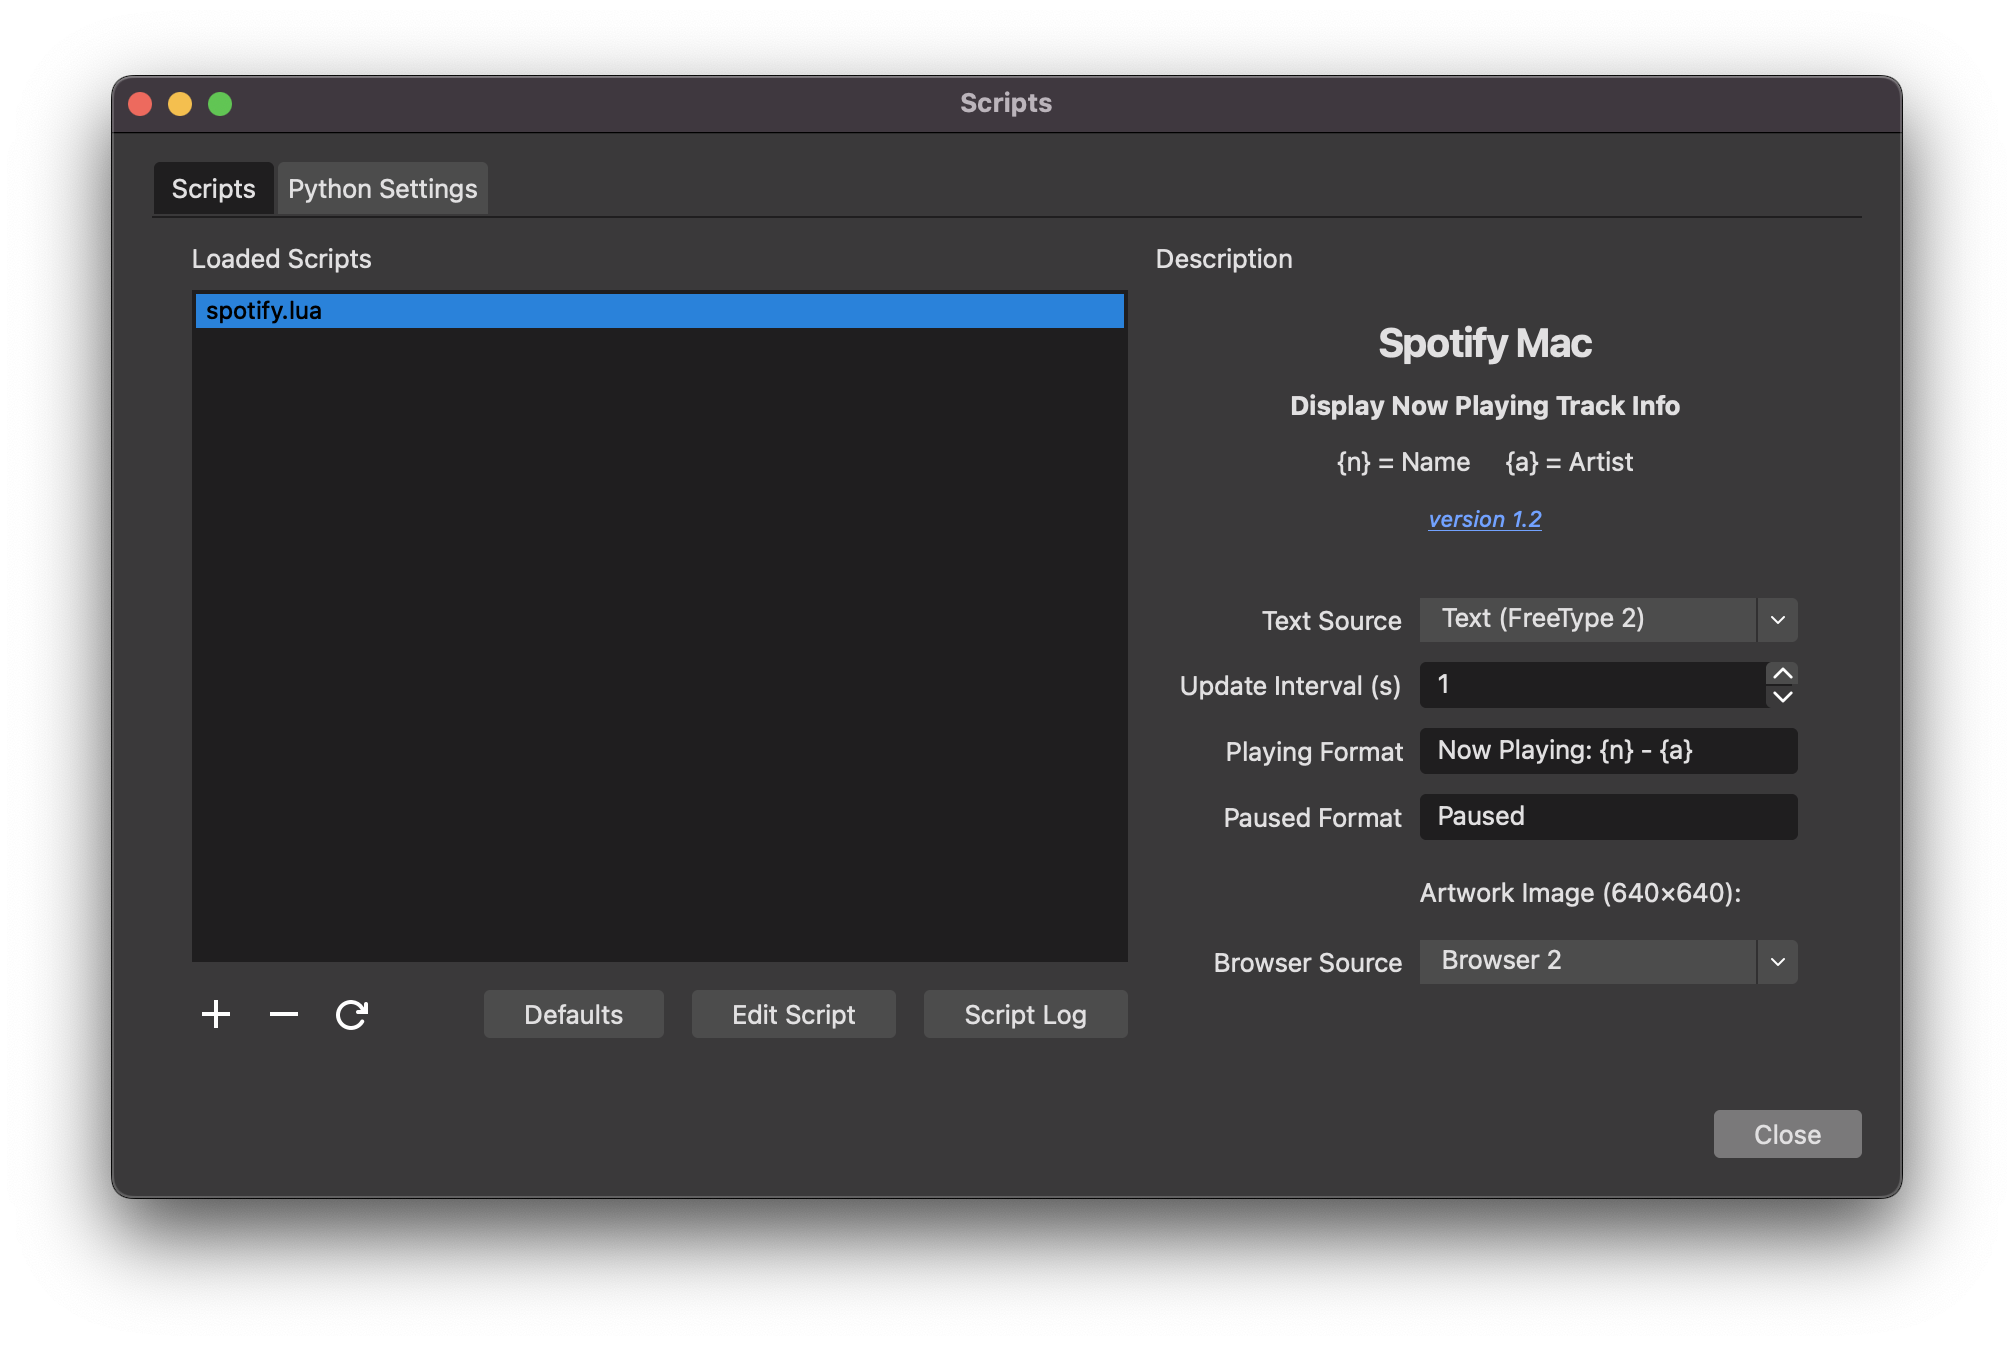 Scripts
Scripts
Python Settings
Loaded Scripts
spotify.lua
Defaults
Edit Script
Script Log
Description
Spotify Mac
Display Now Playing Track Info
{n} = Name {a} = Artist
version 1.2
Text Source Text (FreeType 2)
Update Interval (s) 1
Playing Format Now Playing: {n} - {a}
Paused Format Paused
Artwork Image (640×640):
Browser Source Browser 2
Close